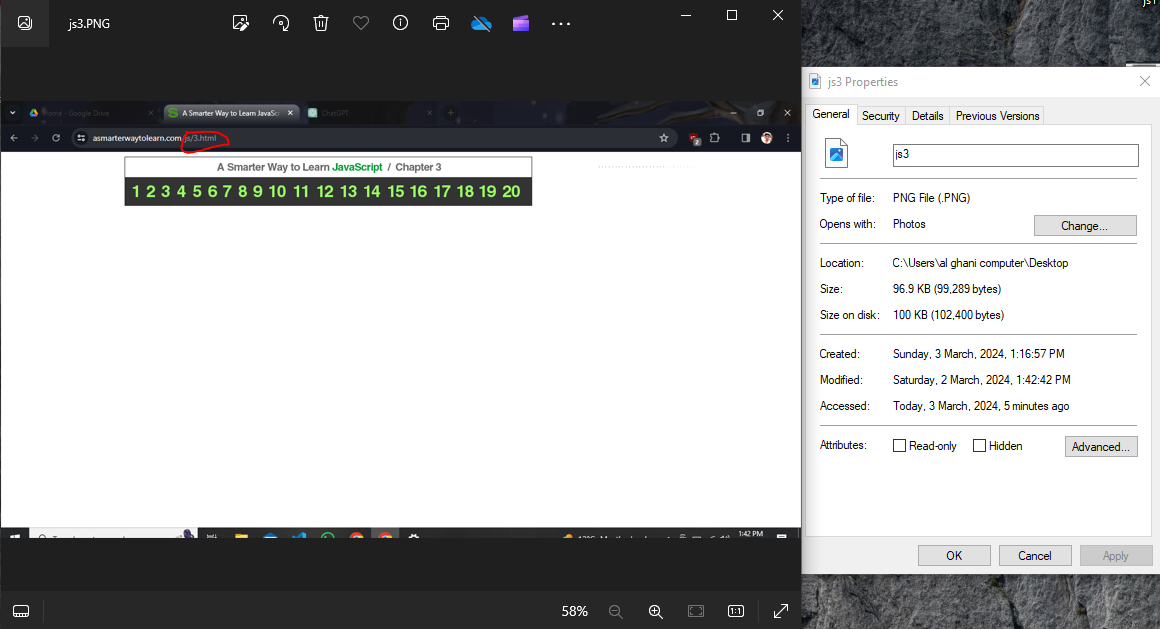 js3.PNG
Home - Google Drive
A Smarter Way to Learn JavaSc
ChatGPT
asmarterwaytolearn.com/js/3.html
2
A Smarter Way to Learn JavaScript / Chapter 3
1 2 3 4 5 6 7 8 9 10 11 12 13 14 15 16 17 18 19 20
1:42 PM
58%
1:1
js3 Properties
General
Security
Details
Previous Versions
js3
Type of file: PNG File (.PNG)
Opens with: Photos
Change...
Location: C:\Users\al ghani computer\Desktop
Size: 96.9 KB (99,289 bytes)
Size on disk: 100 KB (102,400 bytes)
Created: Sunday, 3 March, 2024, 1:16:57 PM
Modified: Saturday, 2 March, 2024, 1:42:42 PM
Accessed: Today, 3 March, 2024, 5 minutes ago
Attributes: Read-only Hidden
Advanced...
OK Cancel Apply